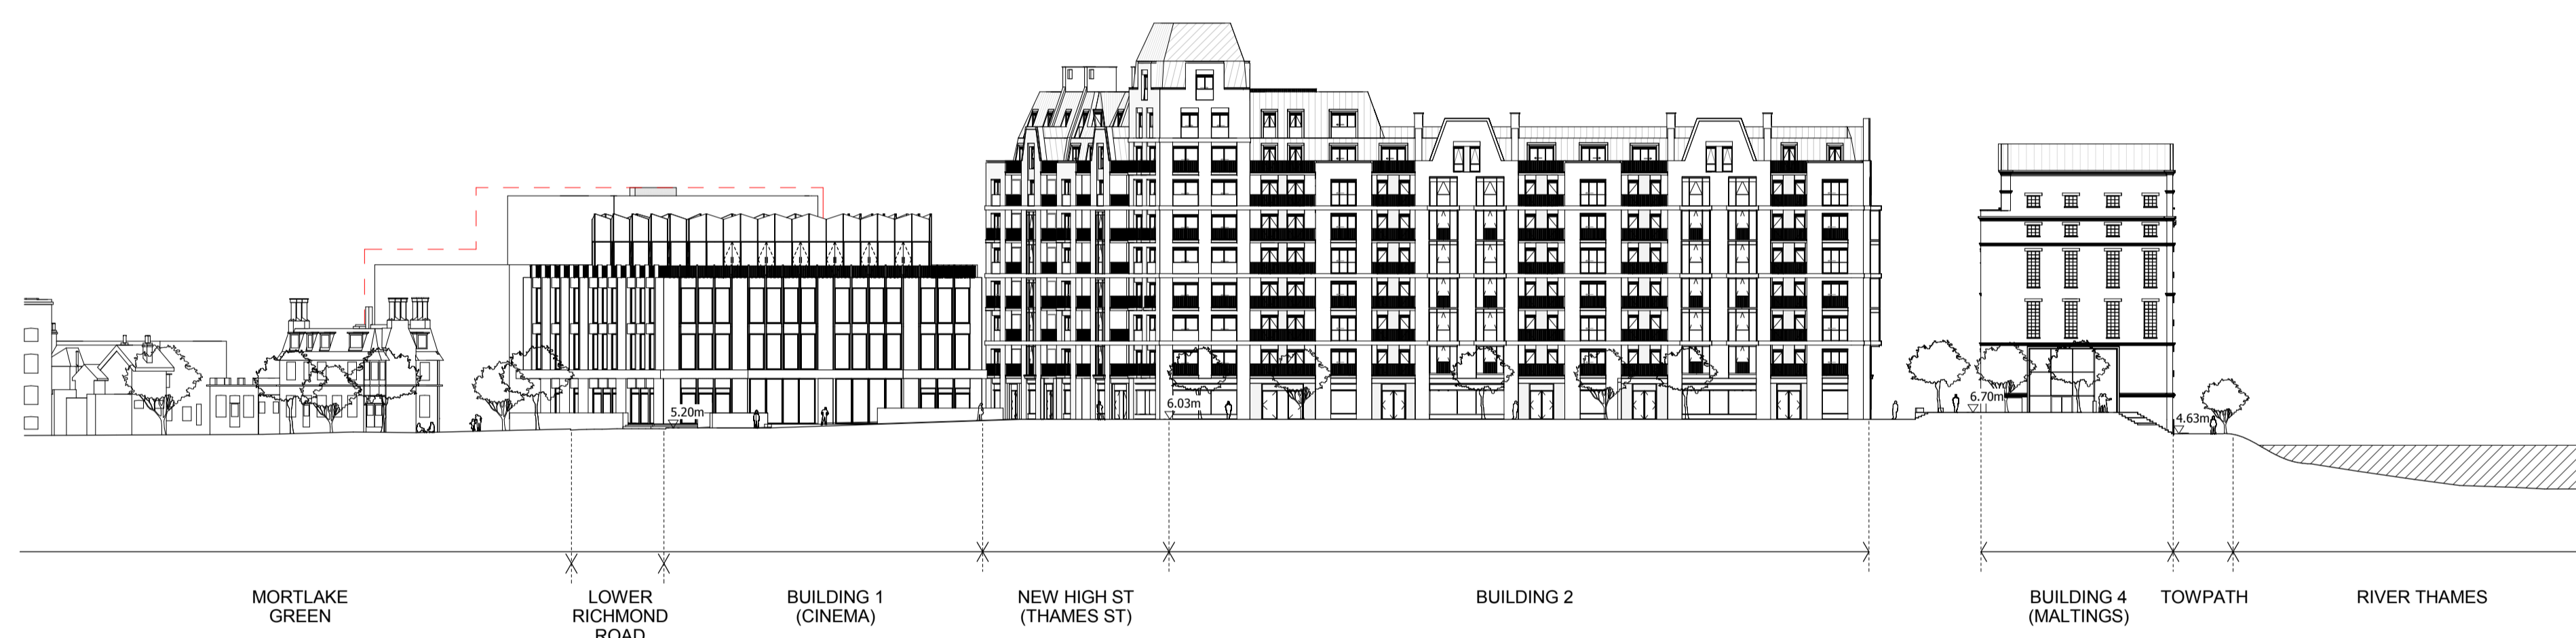 5.20m
6.03m
6.70m
4.63m
MORTLAKE
GREEN
LOWER
RICHMOND
ROAD
BUILDING 1
(CINEMA)
NEW HIGH ST
(THAMES ST)
BUILDING 2
BUILDING 4
(MALTINGS)
TOWPATH
RIVER THAMES